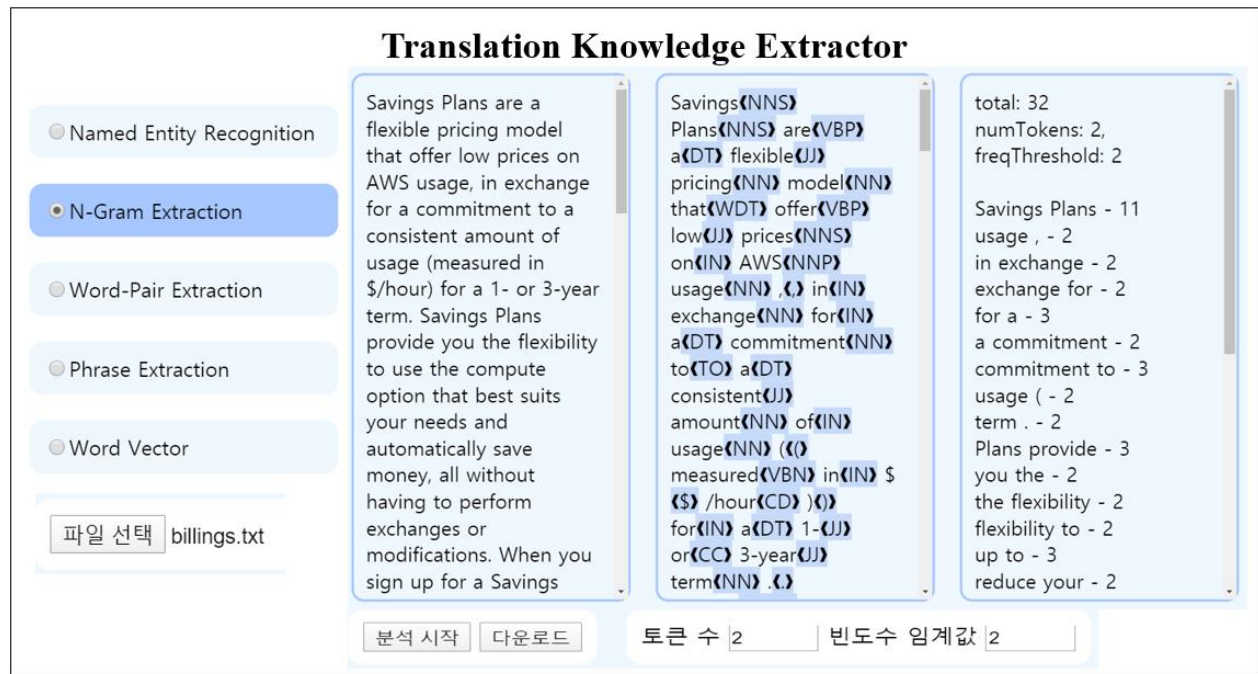 Translation Knowledge Extractor
Named Entity Recognition
N-Gram Extraction
Word-Pair Extraction
Phrase Extraction
Word Vector
파일 선택 billings.txt
Savings Plans are a
flexible pricing model
that offer low prices on
AWS usage, in exchange
for a commitment to a
consistent amount of
usage (measured in
$/hour) for a 1- or 3-year
term. Savings Plans
provide you the flexibility
to use the compute
option that best suits
your needs and
automatically save
money, all without
having to perform
exchanges or
modifications. When you
sign up for a Savings
Savings❨NNS❩
Plans❨NNS❩ are❨VBP❩
a❨DT❩ flexible❨JJ❩
pricing❨NN❩ model❨NN❩
that❨WDT❩ offer❨VBP❩
low❨JJ❩ prices❨NNS❩
on❨IN❩ AWS❨NNP❩
usage❨NN❩ ,❨,❩ in❨IN❩
exchange❨NN❩ for❨IN❩
a❨DT❩ commitment❨NN❩
to❨TO❩ a❨DT❩
consistent❨JJ❩
amount❨NN❩ of❨IN❩
usage❨NN❩ (❨(❩
measured❨VBN❩ in❨IN❩ $
❨$❩ /hour❨CD❩ )❨)❩
for❨IN❩ a❨DT❩ 1-❨JJ❩
or❨CC❩ 3-year❨JJ❩
term❨NN❩ .❨.❩
total: 32
numTokens: 2,
freqThreshold: 2
Savings Plans - 11
usage , - 2
in exchange - 2
exchange for - 2
for a - 3
a commitment - 2
commitment to - 3
usage ( - 2
term . - 2
Plans provide - 3
you the - 2
the flexibility - 2
flexibility to - 2
up to - 3
reduce your - 2
분석 시작 다운로드 토큰 수 2 빈도수 임계값 2